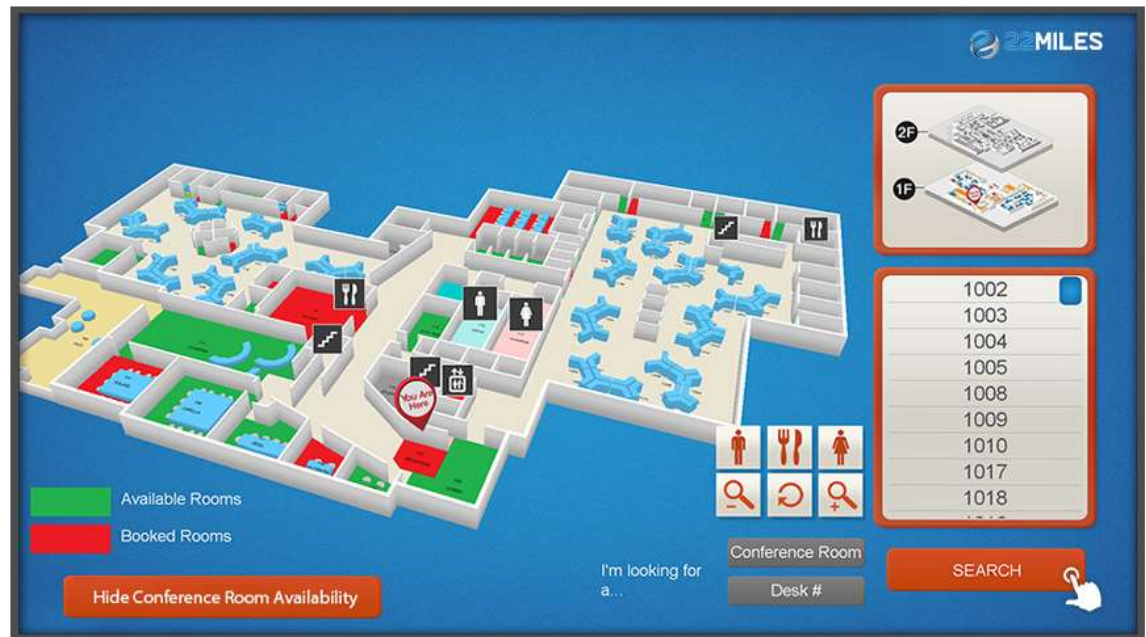 22MILES
2F
1F
You Are
Here
1002
1003
1004
1005
1008
1009
1010
1017
1018
Available Rooms
Booked Rooms
Hide Conference Room Availability
I'm looking for
a...
Conference Room
Desk #
SEARCH